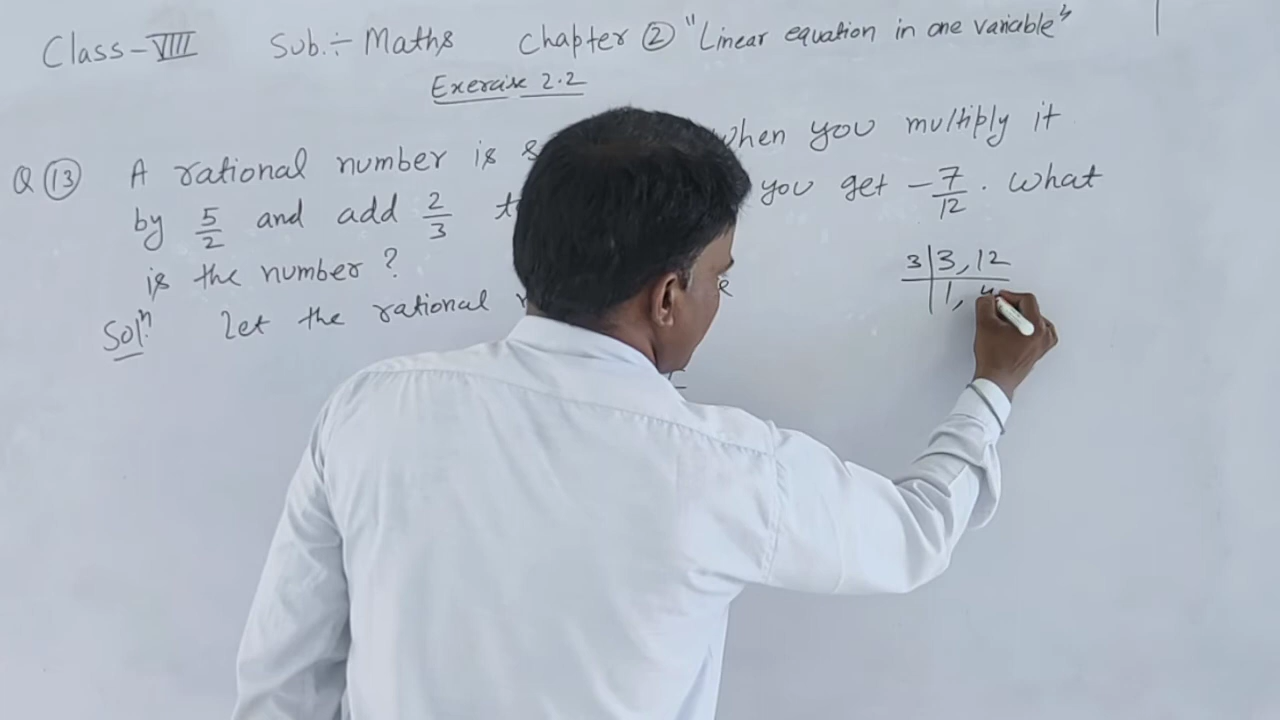 Class-VIII Sub.÷ Maths Chapter ② "Linear equation in one variable"
Exercise 2.2
Q ⑬ A rational number is when you multiply it
by 5/2 and add 2/3 you get -7/12. What
is the number?
Solⁿ. Let the rational
3 | 3, 12
1, 4